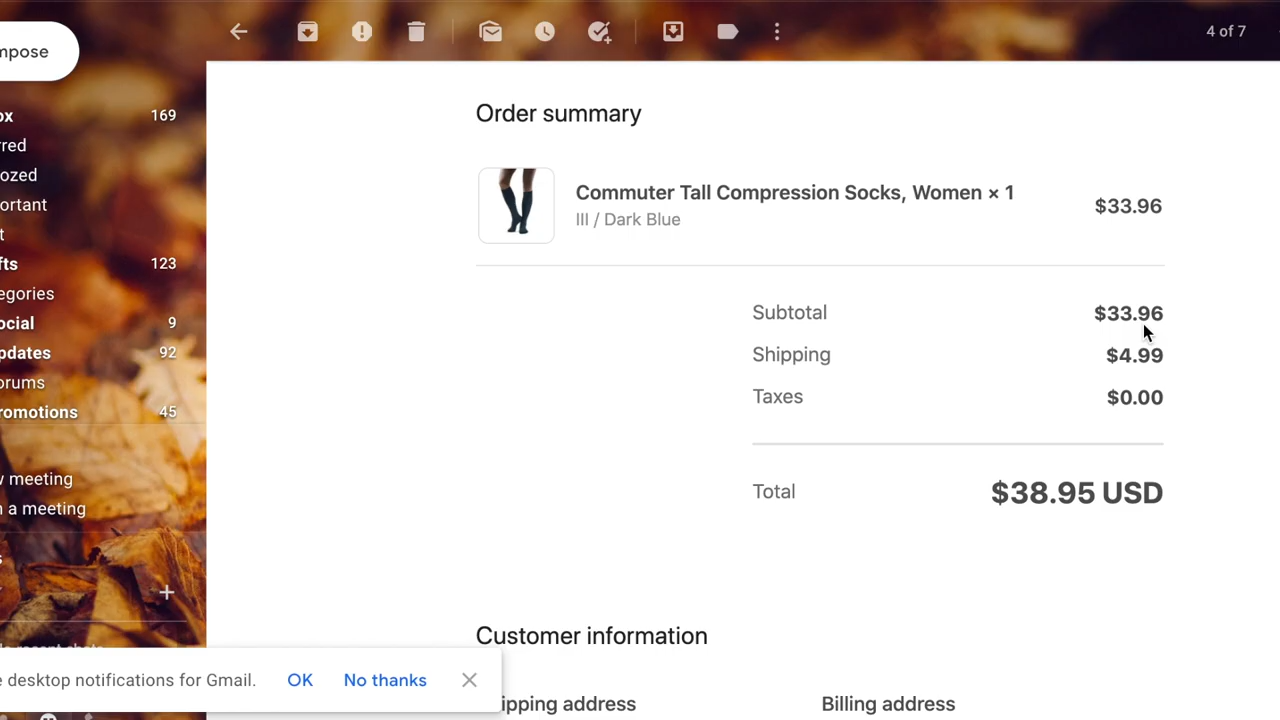 mpose
4 of 7
ox 169
rred
ozed
ortant
t
fts 123
egories
ocial 9
pdates 92
orums
romotions 45
w meeting
n a meeting
s
Order summary
Commuter Tall Compression Socks, Women × 1
III / Dark Blue
$33.96
Subtotal $33.96
Shipping $4.99
Taxes $0.00
Total $38.95 USD
Customer information
ipping address
Billing address
e desktop notifications for Gmail. OK No thanks